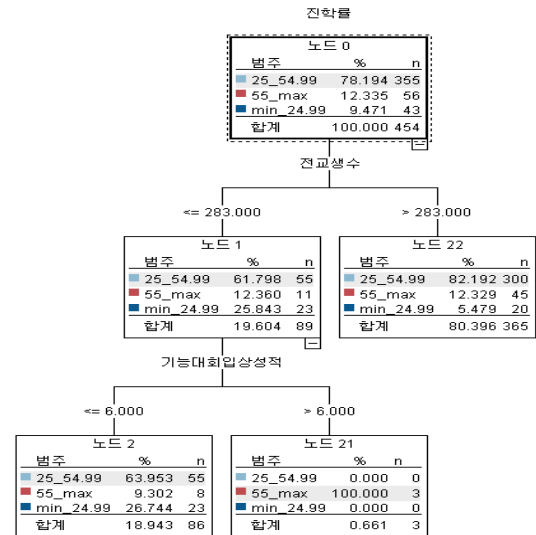 진학률
노드 0
범주 % n
25_54.99 78.194 355
55_max 12.335 56
min_24.99 9.471 43
합계 100.000 454
전교생수
<= 283.000 > 283.000
노드 1
범주 % n
25_54.99 61.798 55
55_max 12.360 11
min_24.99 25.843 23
합계 19.604 89
노드 22
범주 % n
25_54.99 82.192 300
55_max 12.329 45
min_24.99 5.479 20
합계 80.396 365
기능대회입상성적
<= 6.000 > 6.000
노드 2
범주 % n
25_54.99 63.953 55
55_max 9.302 8
min_24.99 26.744 23
합계 18.943 86
노드 21
범주 % n
25_54.99 0.000 0
55_max 100.000 3
min_24.99 0.000 0
합계 0.661 3